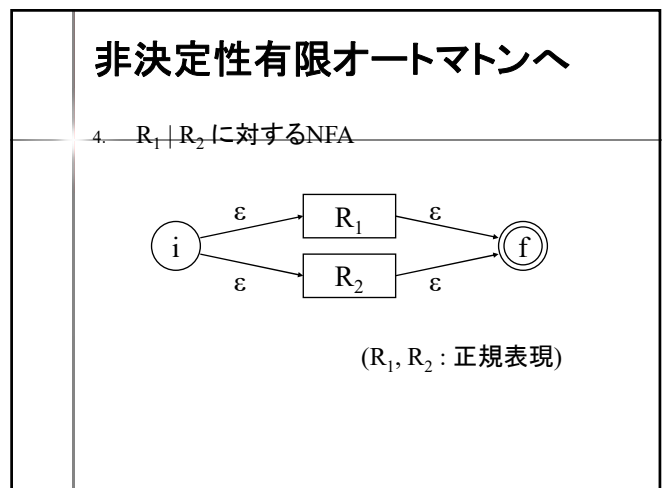 非決定性有限オートマトンへ
4. R₁ | R₂ に対するNFA
ε R₁ ε
i f
ε R₂ ε
(R₁, R₂ : 正規表現)